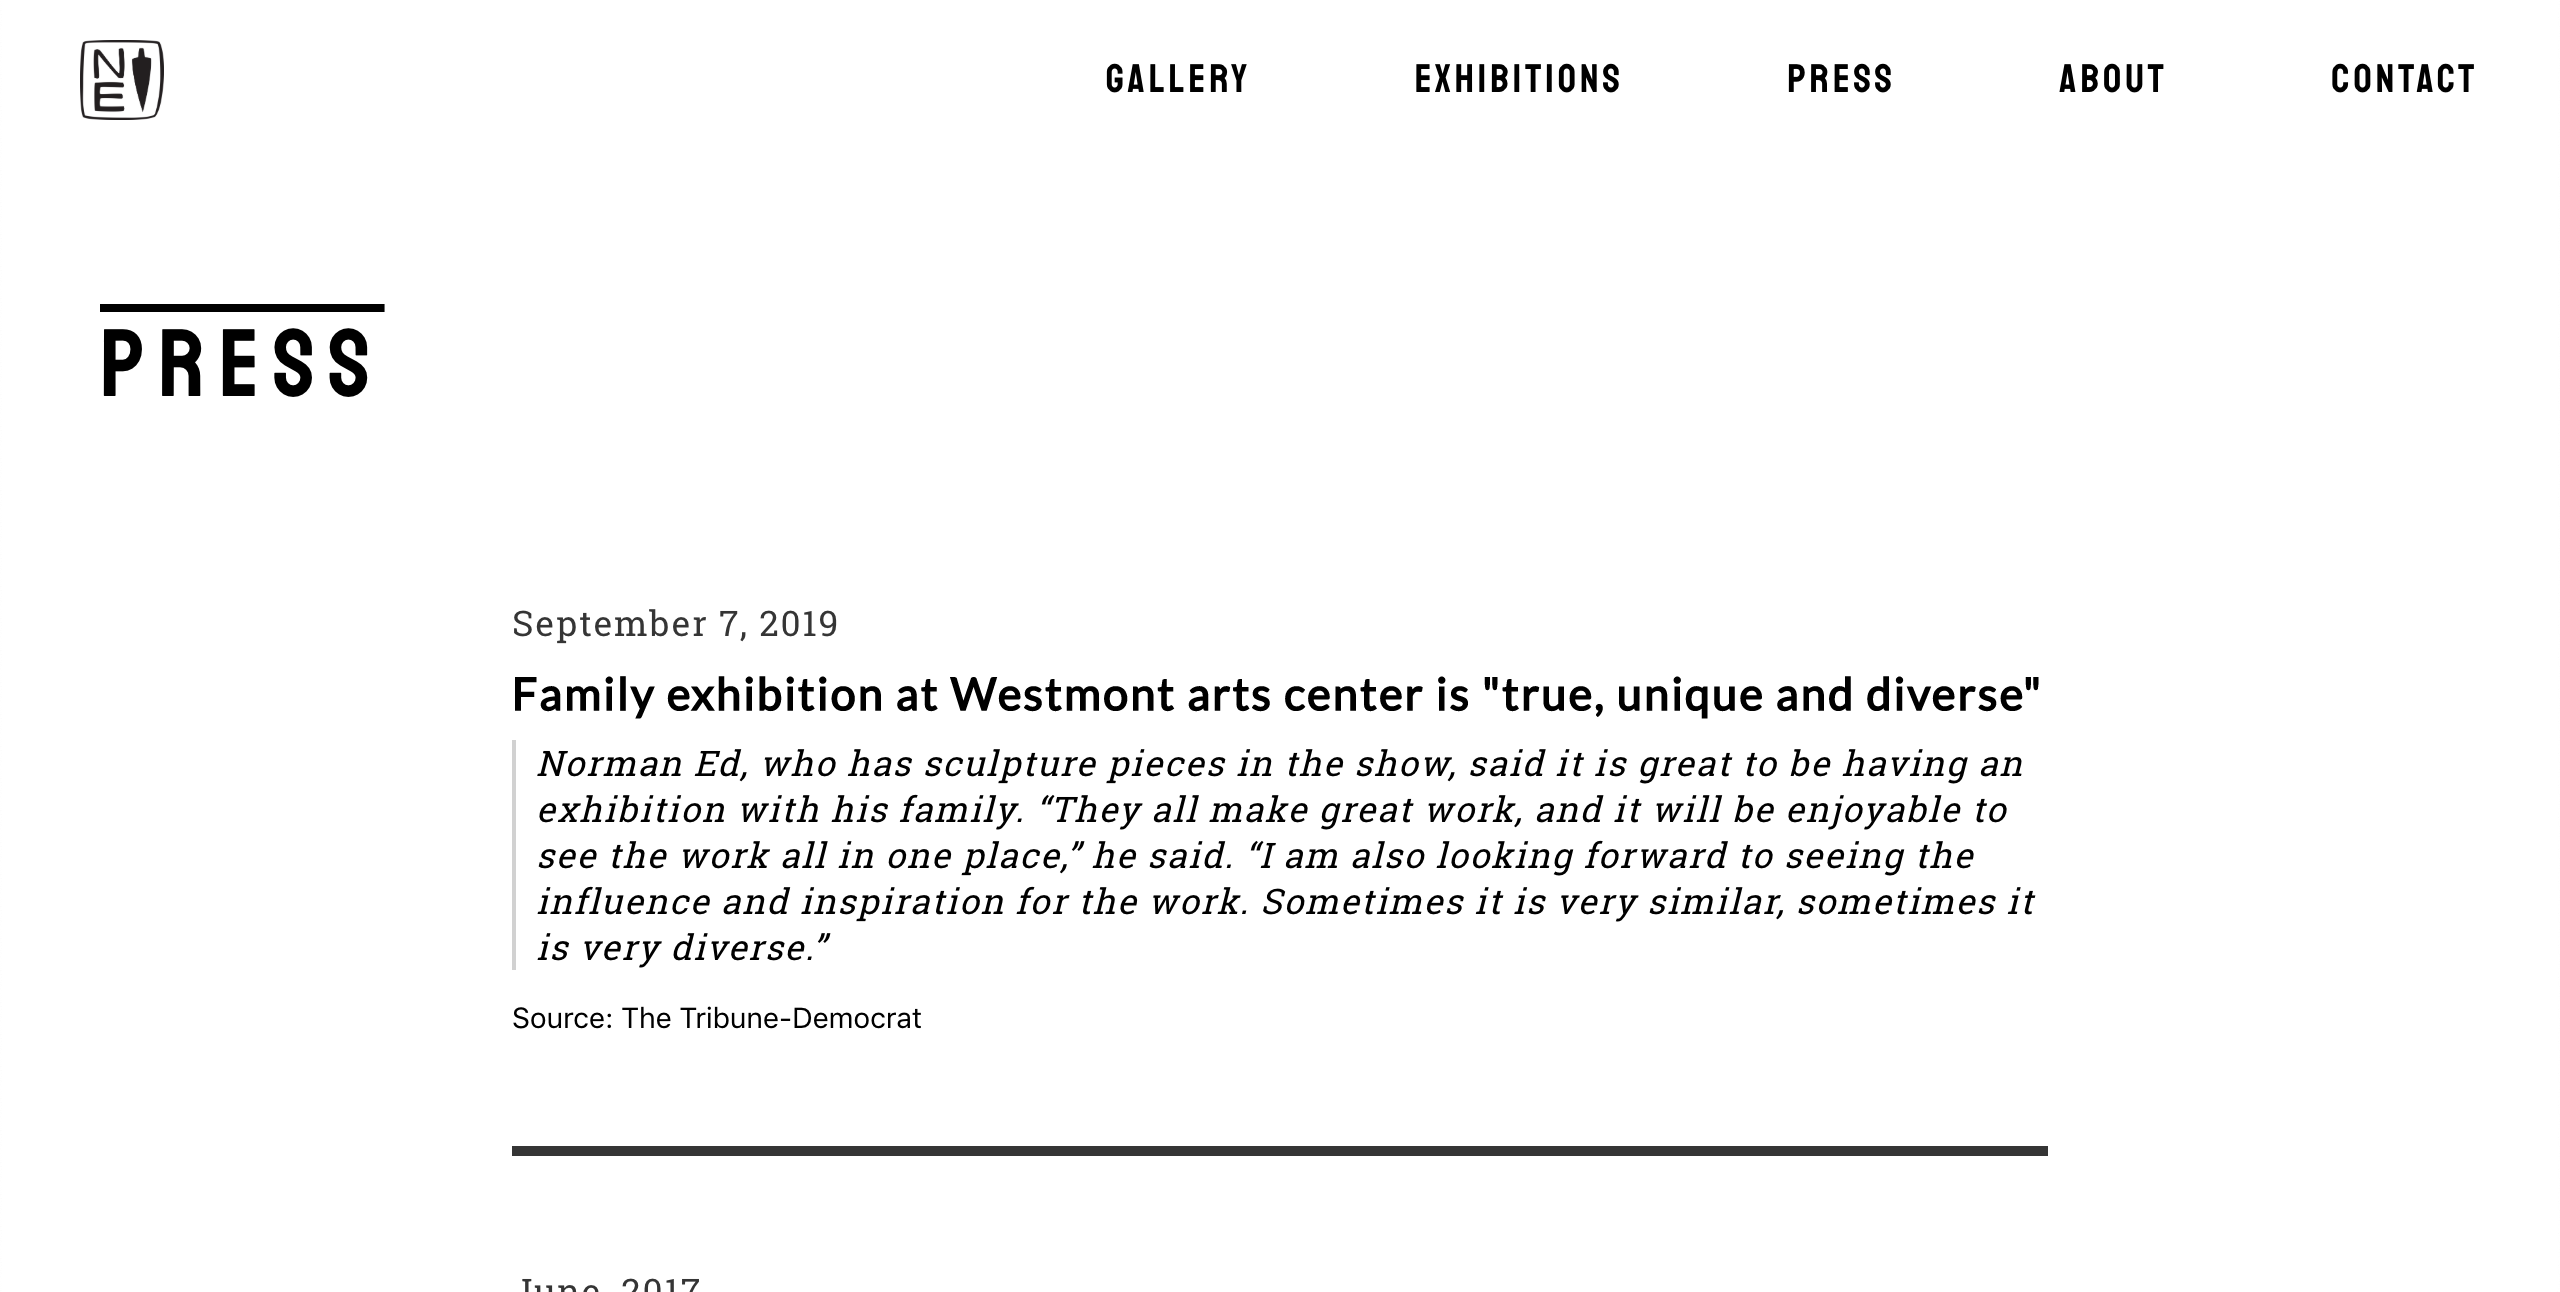 NE
GALLERY
EXHIBITIONS
PRESS
ABOUT
CONTACT
PRESS
September 7, 2019
Family exhibition at Westmont arts center is "true, unique and diverse"
Norman Ed, who has sculpture pieces in the show, said it is great to be having an
exhibition with his family. “They all make great work, and it will be enjoyable to
see the work all in one place,” he said. “I am also looking forward to seeing the
influence and inspiration for the work. Sometimes it is very similar, sometimes it
is very diverse.”
Source: The Tribune-Democrat
June, 2017